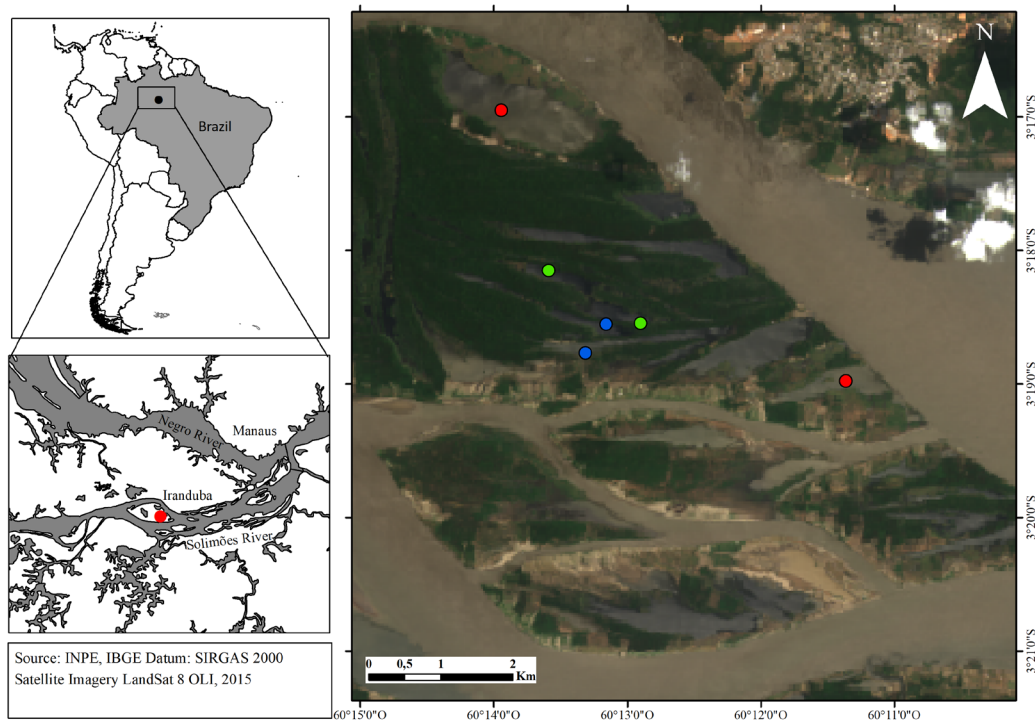 Brazil
Negro River
Manaus
Iranduba
Solimões River
Source: INPE, IBGE Datum: SIRGAS 2000
Satellite Imagery LandSat 8 OLI, 2015
N
3°17'0"S
3°18'0"S
3°19'0"S
3°20'0"S
3°21'0"S
0 0,5 1 2
Km
60°15'0"O 60°14'0"O 60°13'0"O 60°12'0"O 60°11'0"O